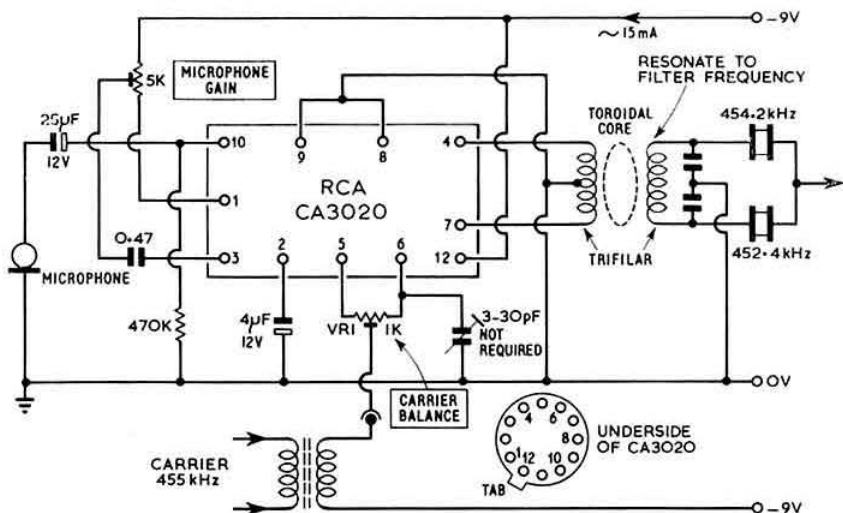 −9V
~15mA
RESONATE TO
FILTER FREQUENCY
5K
MICROPHONE
GAIN
TOROIDAL
CORE
454·2kHz
25µF
12V
10
9
8
4
RCA
CA3020
1
7
0·47
3
2
5
6
12
TRIFILAR
452·4kHz
MICROPHONE
470K
4µF
12V
VR1
1K
3-30pF
NOT
REQUIRED
0V
CARRIER
BALANCE
CARRIER
455kHz
4
6
8
1
12
10
TAB
UNDERSIDE
OF CA3020
−9V